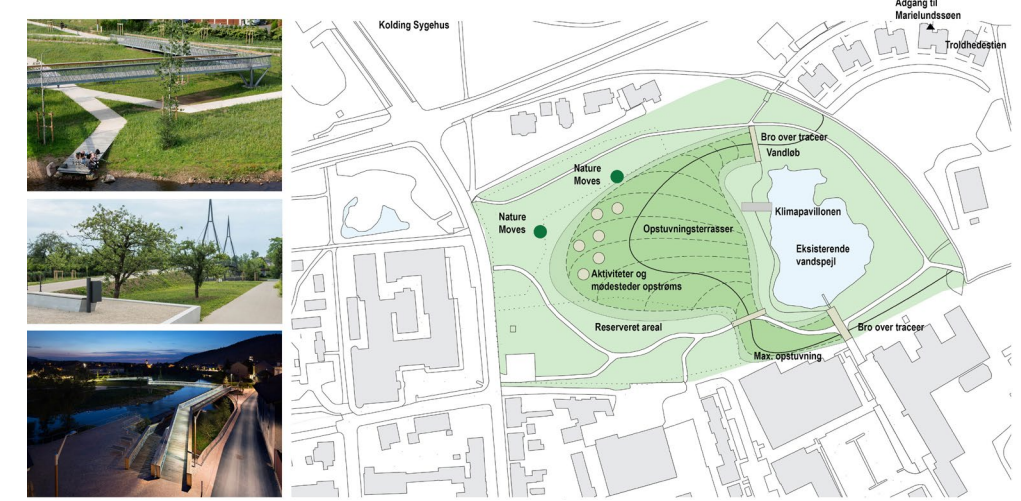 Kolding Sygehus
Adgang til
Marielundssøen
Troldhedestien
Bro over traceer
Vandløb
Nature
Moves
Klimapavillonen
Nature
Moves
Opstuvningsterrasser
Eksisterende
vandspejl
Aktiviteter og
mødesteder opstrøms
Reserveret areal
Bro over traceer
Max. opstuvning